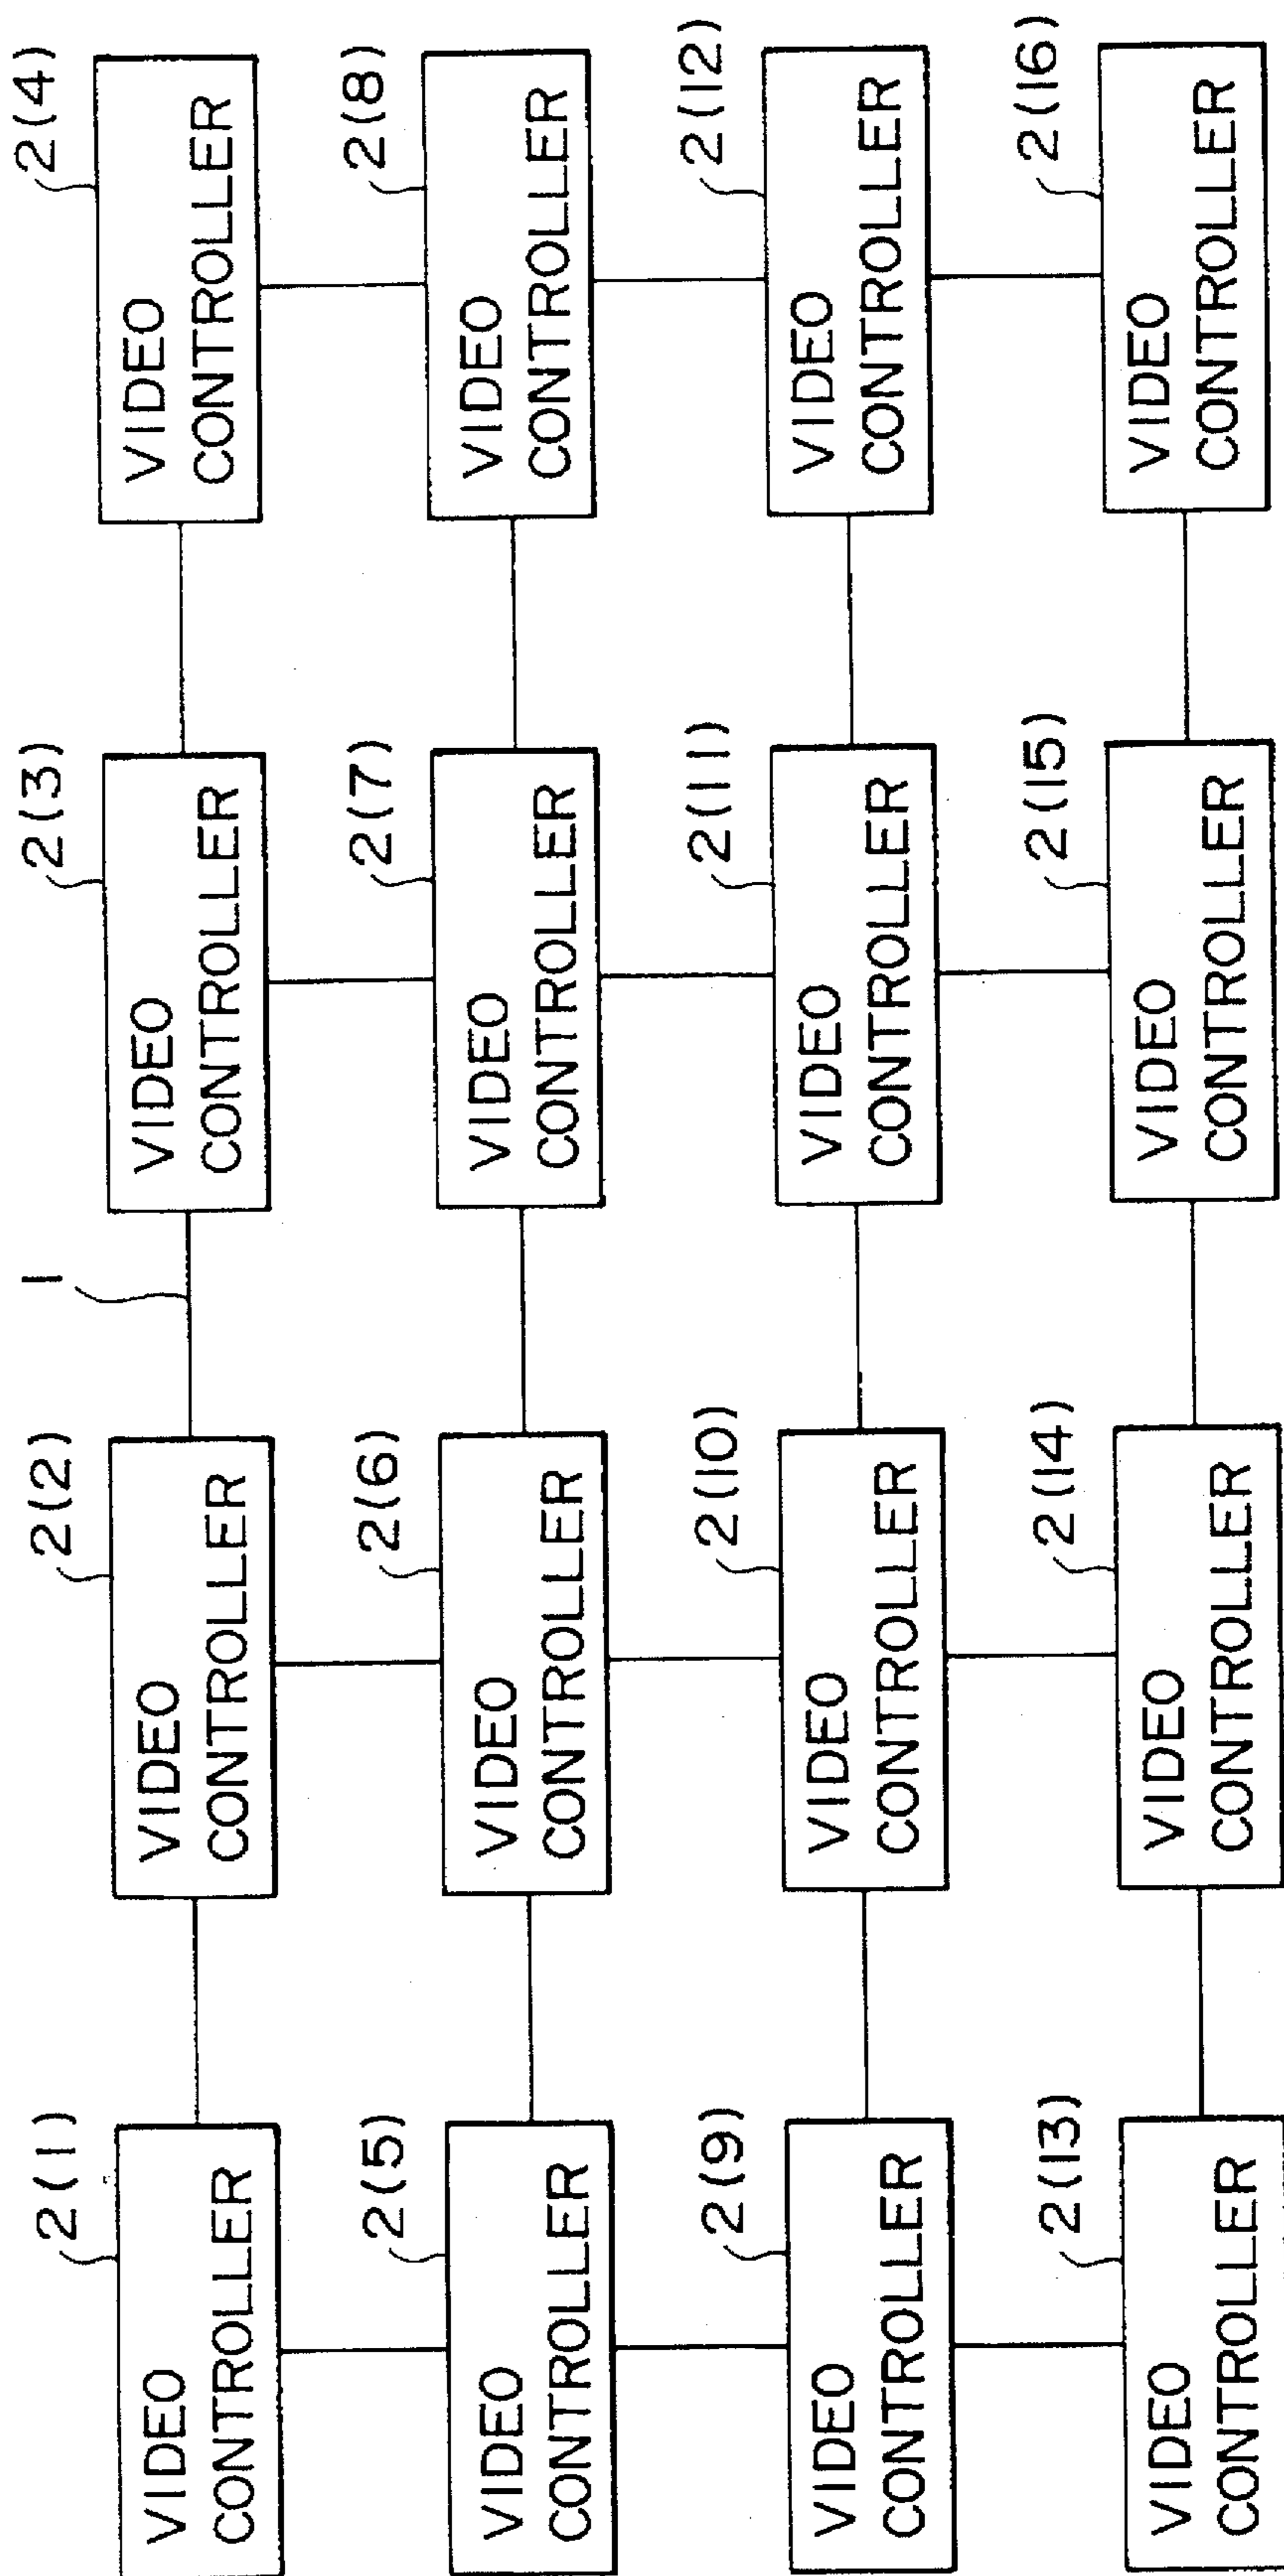 2(1)
VIDEO
CONTROLLER
2(2)
VIDEO
CONTROLLER
1
2(3)
VIDEO
CONTROLLER
2(4)
VIDEO
CONTROLLER
2(5)
VIDEO
CONTROLLER
2(6)
VIDEO
CONTROLLER
2(7)
VIDEO
CONTROLLER
2(8)
VIDEO
CONTROLLER
2(9)
VIDEO
CONTROLLER
2(10)
VIDEO
CONTROLLER
2(11)
VIDEO
CONTROLLER
2(12)
VIDEO
CONTROLLER
2(13)
VIDEO
CONTROLLER
2(14)
VIDEO
CONTROLLER
2(15)
VIDEO
CONTROLLER
2(16)
VIDEO
CONTROLLER